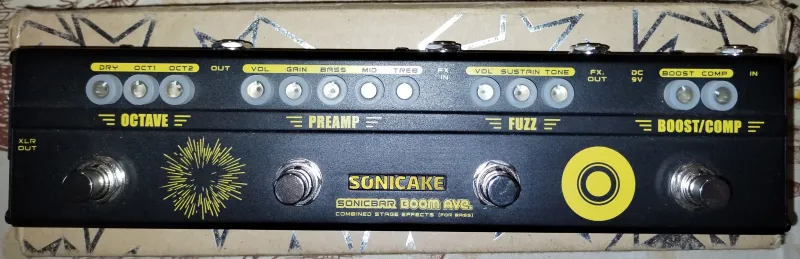 DRY OCT1 OCT2
OUT
VOL GAIN BASS MID TREB
FX IN
VOL SUSTAIN TONE
FX. OUT
DC 9V
BOOST COMP
IN
OCTAVE
PREAMP
FUZZ
BOOST/COMP
XLR OUT
SONICAKE
SONICBAR BOOM AVE.
COMBINED STAGE EFFECTS (FOR BASS)